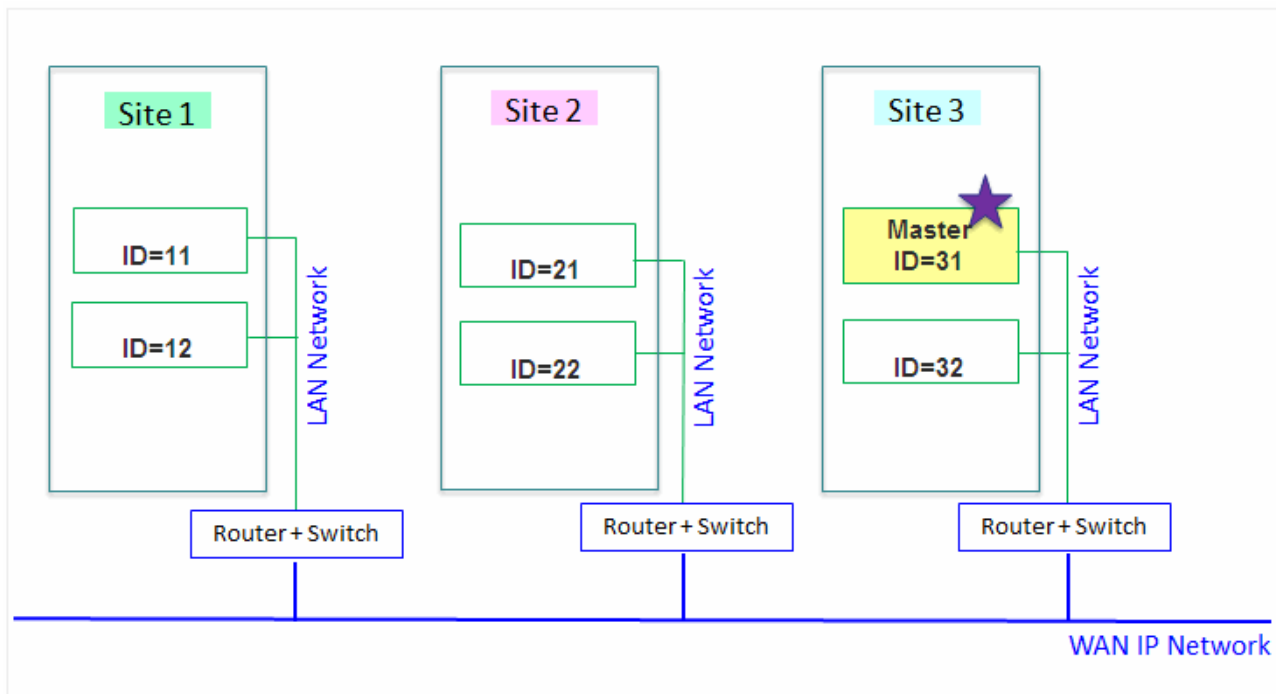 Site 1
ID=11
ID=12
LAN Network
Router + Switch
Site 2
ID=21
ID=22
LAN Network
Router + Switch
Site 3
Master
ID=31
ID=32
LAN Network
Router + Switch
WAN IP Network